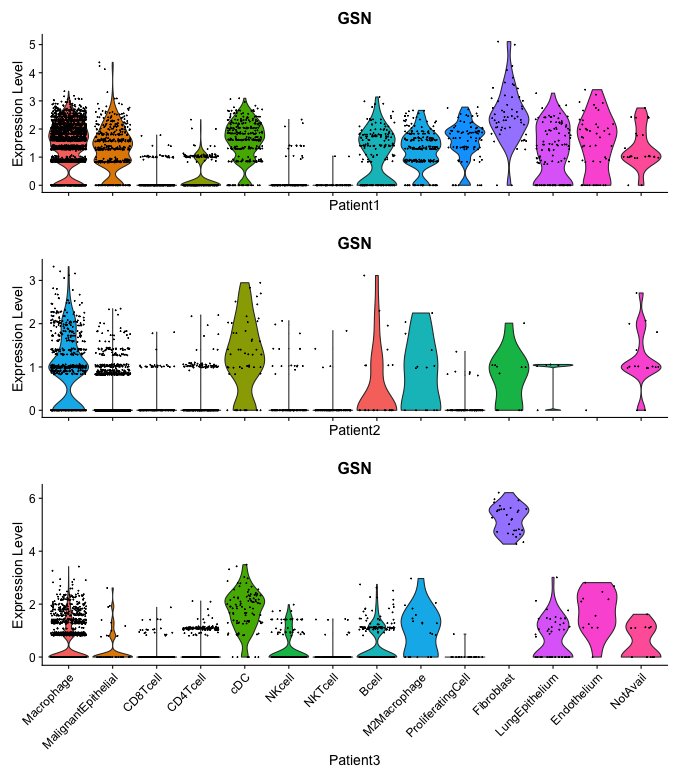 GSN
Expression Level
5
4
3
2
1
0
Patient1
GSN
Expression Level
3
2
1
0
Patient2
GSN
Expression Level
6
4
2
0
Macrophage
MalignantEpithelial
CD8Tcell
CD4Tcell
cDC
NKcell
NKTcell
Bcell
M2Macrophage
ProliferatingCell
Fibroblast
LungEpithelium
Endothelium
NotAvail
Patient3